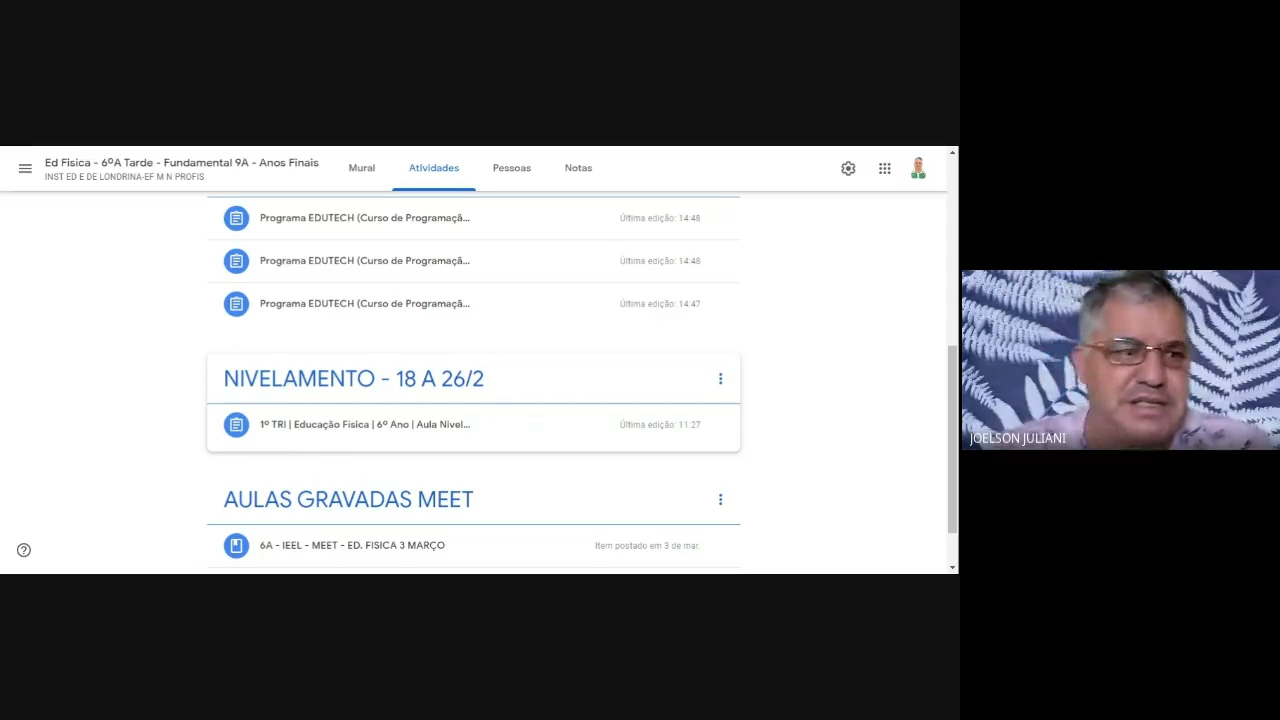 Ed Fisica - 6ºA Tarde - Fundamental 9A - Anos Finais
INST ED E DE LONDRINA-EF M N PROFIS
Mural
Atividades
Pessoas
Notas
Programa EDUTECH (Curso de Programaçã...
Última edição: 14:48
Programa EDUTECH (Curso de Programaçã...
Última edição: 14:48
Programa EDUTECH (Curso de Programaçã...
Última edição: 14:47
NIVELAMENTO - 18 A 26/2
1º TRI | Educação Física | 6º Ano | Aula Nivel...
Última edição: 11:27
JOELSON JULIANI
AULAS GRAVADAS MEET
6A - IEEL - MEET - ED. FISICA 3 MARÇO
Item postado em 3 de mar.